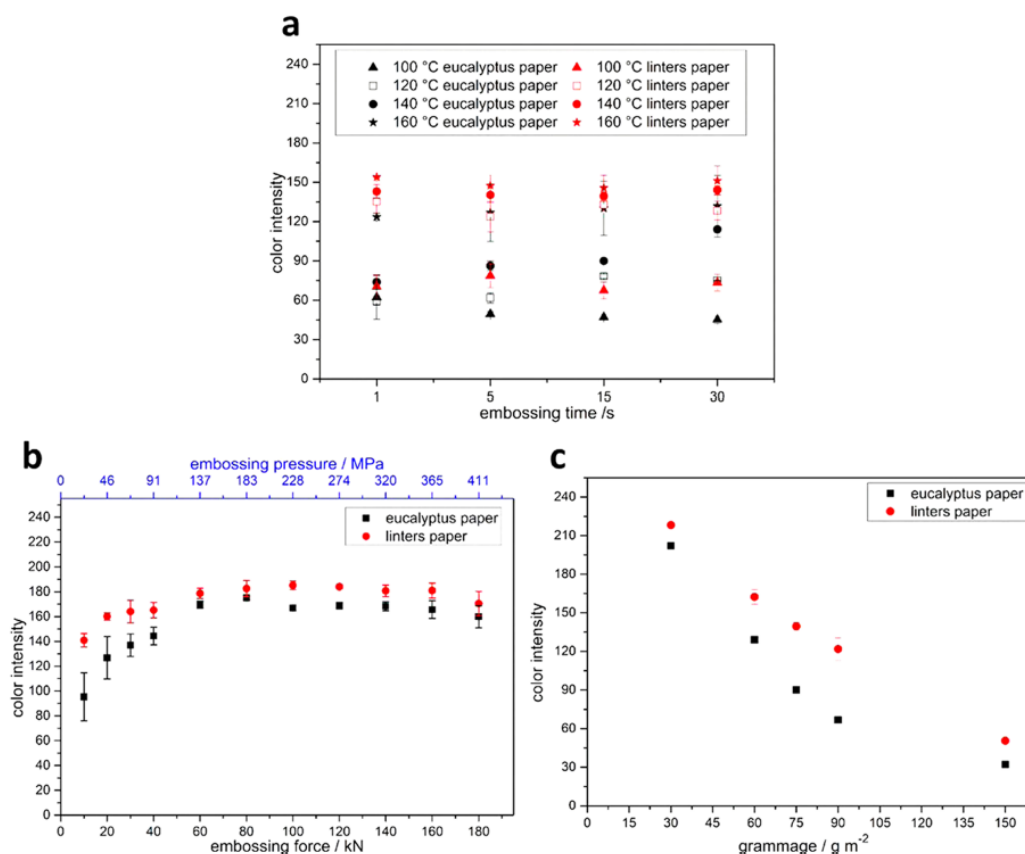 a
240
210
180
150
120
90
60
30
0
color intensity
100 °C eucalyptus paper
120 °C eucalyptus paper
140 °C eucalyptus paper
160 °C eucalyptus paper
100 °C linters paper
120 °C linters paper
140 °C linters paper
160 °C linters paper
1 5 15 30
embossing time /s
b
embossing pressure / MPa
0 46 91 137 183 228 274 320 365 411
240
220
200
180
160
140
120
100
80
60
40
20
0
color intensity
eucalyptus paper
linters paper
0 20 40 60 80 100 120 140 160 180
embossing force / kN
c
240
210
180
150
120
90
60
30
0
color intensity
eucalyptus paper
linters paper
0 15 30 45 60 75 90 105 120 135 150
grammage / g m⁻²